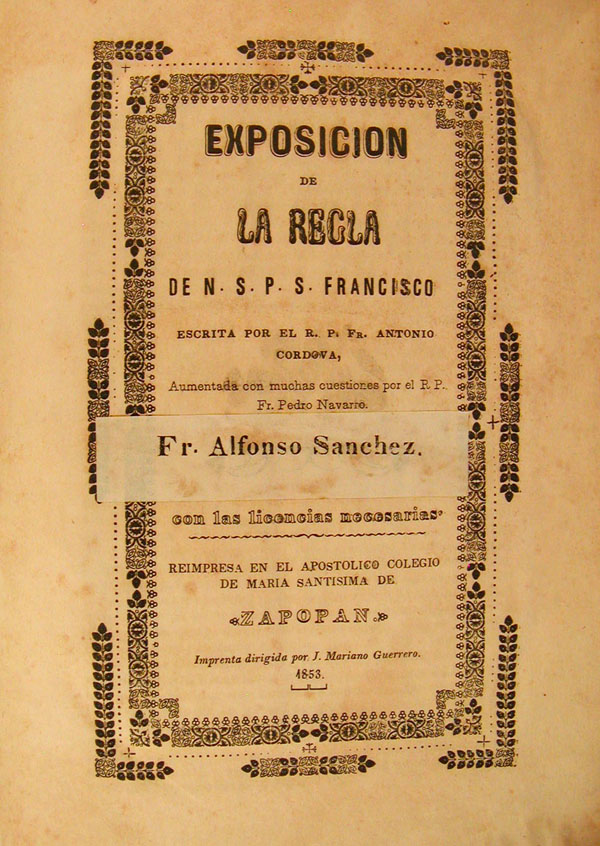 EXPOSICION
DE
LA REGLA
DE N. S. P. S. FRANCISCO
ESCRITA POR EL R. P. FR. ANTONIO
CORDOVA,
Aumentada con muchas cuestiones por el R P.
Fr. Pedro Navarro.
Fr. Alfonso Sanchez.
con las licencias necesarias.
REIMPRESA EN EL APOSTOLICO COLEGIO
DE MARIA SANTISIMA DE
ZAPOPAN.
Imprenta dirigida por J. Mariano Guerrero.
1853.